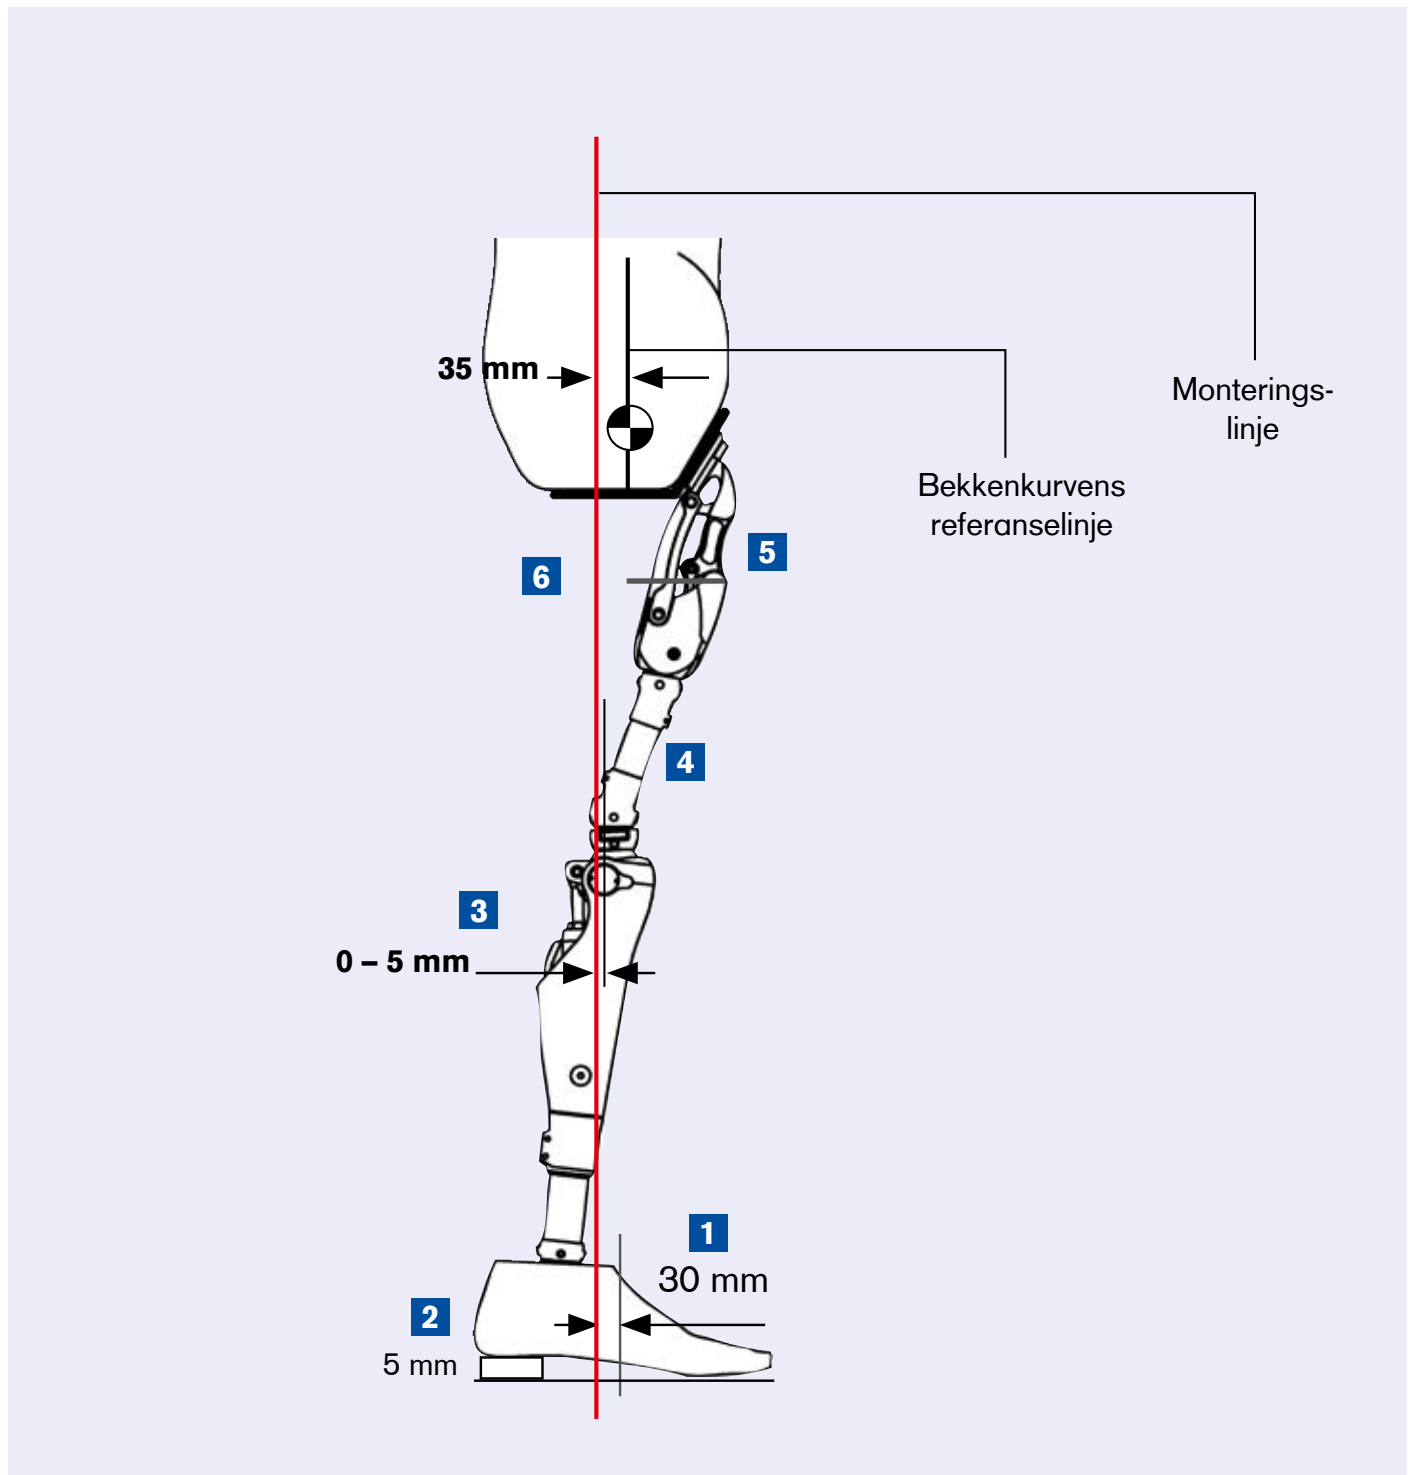 35 mm
Monterings-
linje
Bekkenkurvens
referanselinje
5
6
4
3
0 – 5 mm
1
30 mm
2
5 mm